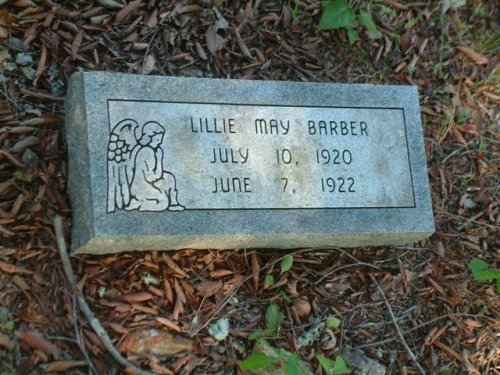 LILLIE MAY BARBER
JULY 10, 1920
JUNE 7, 1922